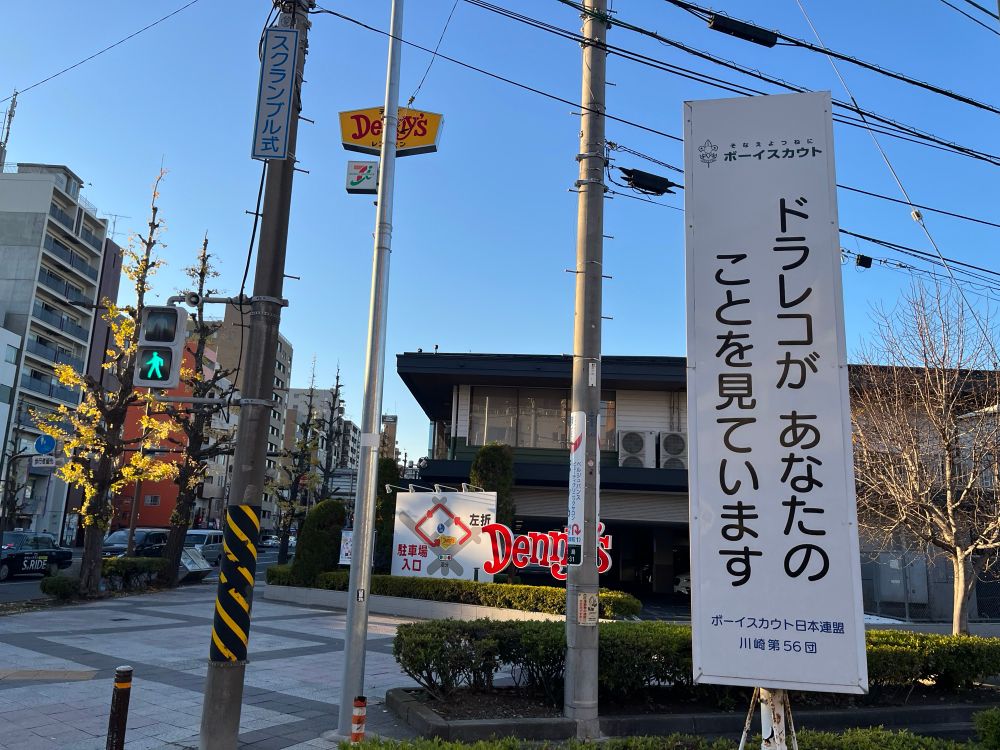 スクランブル式
Denny's
レストラン
そなえよつねに
ボーイスカウト
ドラレコが あなたの
ことを見ています
ボーイスカウト日本連盟
川崎第56団
左折
駐車場
入口
Denny's
S.RIDE